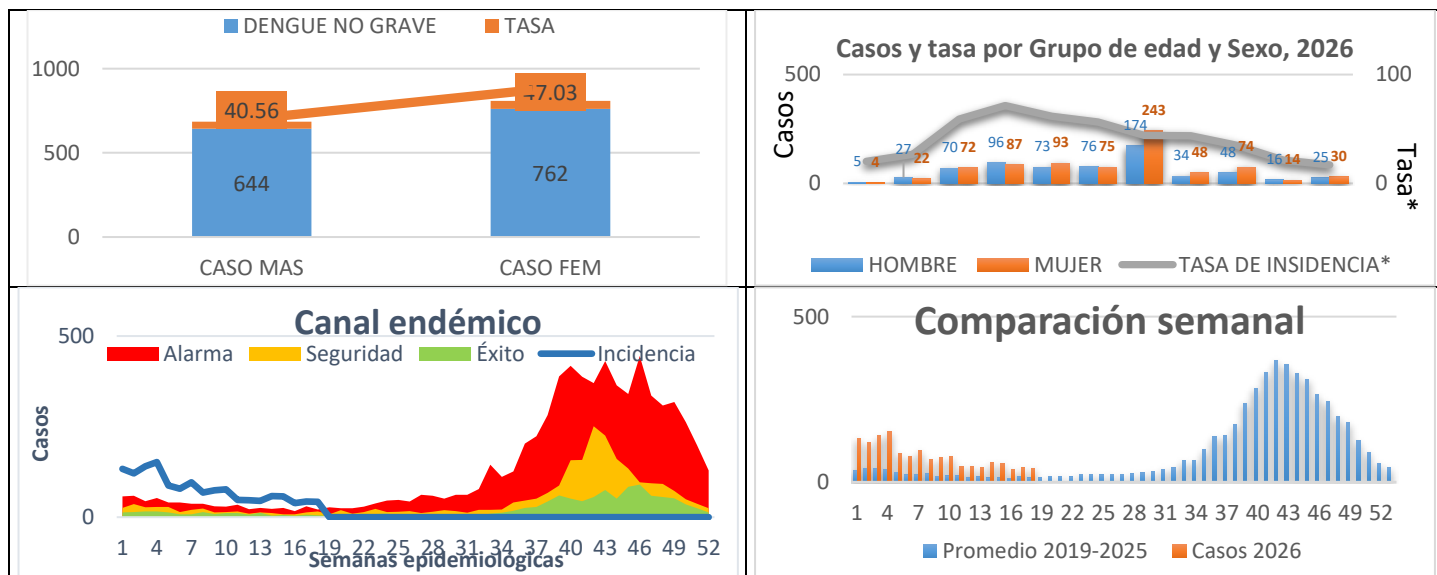 DENGUE NO GRAVE TASA
1000
500
0
40.56
47.03
644
762
CASO MAS CASO FEM
Casos y tasa por Grupo de edad y Sexo, 2026
500
0
Casos
100
0
Tasa*
5 27 70 96 73 76 174 34 48 16 25
4 22 72 87 93 75 243 48 74 14 30
HOMBRE MUJER TASA DE INSIDENCIA*
Canal endémico
Alarma Seguridad Éxito Incidencia
500
0
Casos
1 4 7 10 13 16 19 22 25 28 31 34 37 40 43 46 49 52
Semanas epidemiológicas
Comparación semanal
500
0
1 4 7 10 13 16 19 22 25 28 31 34 37 40 43 46 49 52
Promedio 2019-2025 Casos 2026